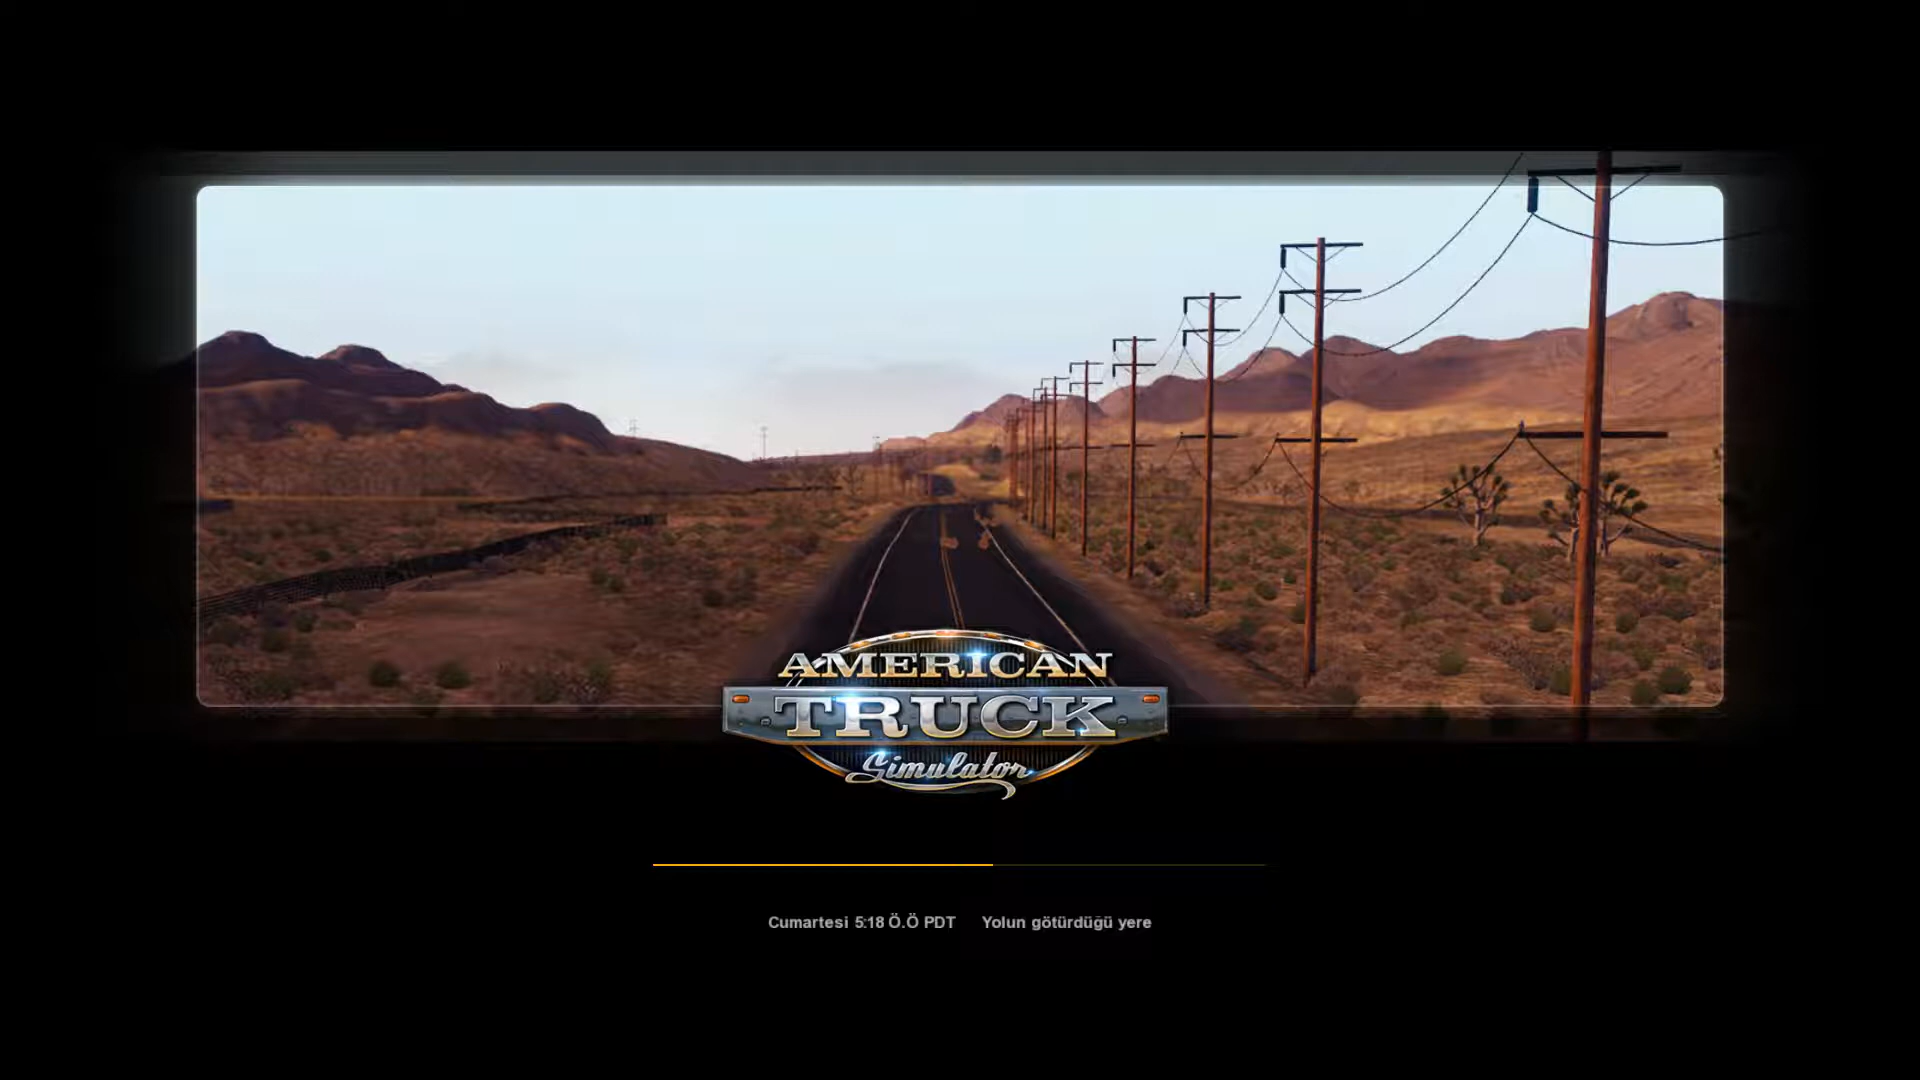 AMERICAN
TRUCK
Simulator
Cumartesi 5:18 Ö.Ö PDT Yolun götürdüğü yere